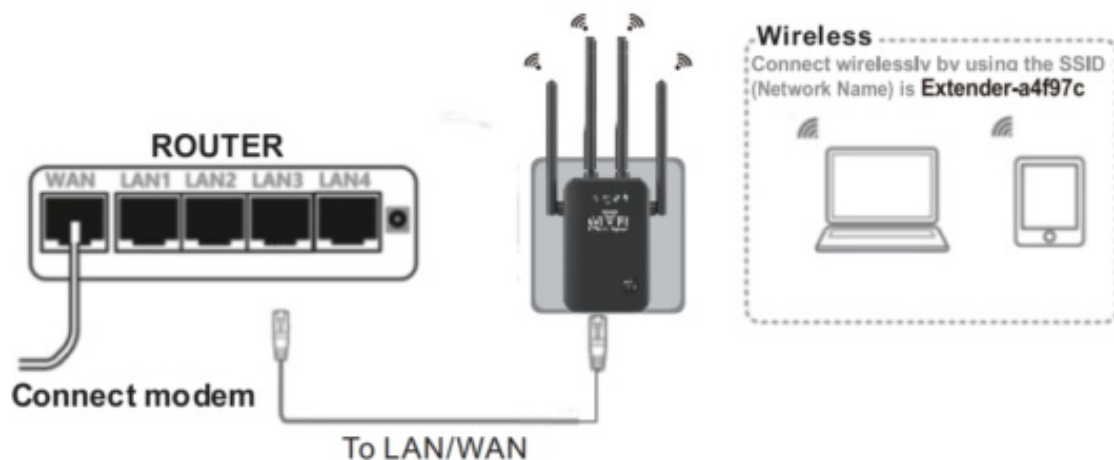 Wireless
Connect wirelessly by using the SSID
(Network Name) is Extender-a4f97c
ROUTER
WAN LAN1 LAN2 LAN3 LAN4
Connect modem
To LAN/WAN